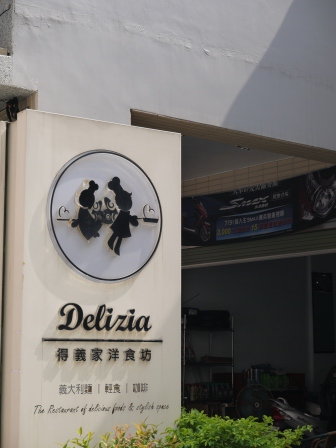 Delizia
得義家洋食坊
義大利麵 | 輕食 | 咖啡
The Restaurant of delicious foods & stylish space
SMAX